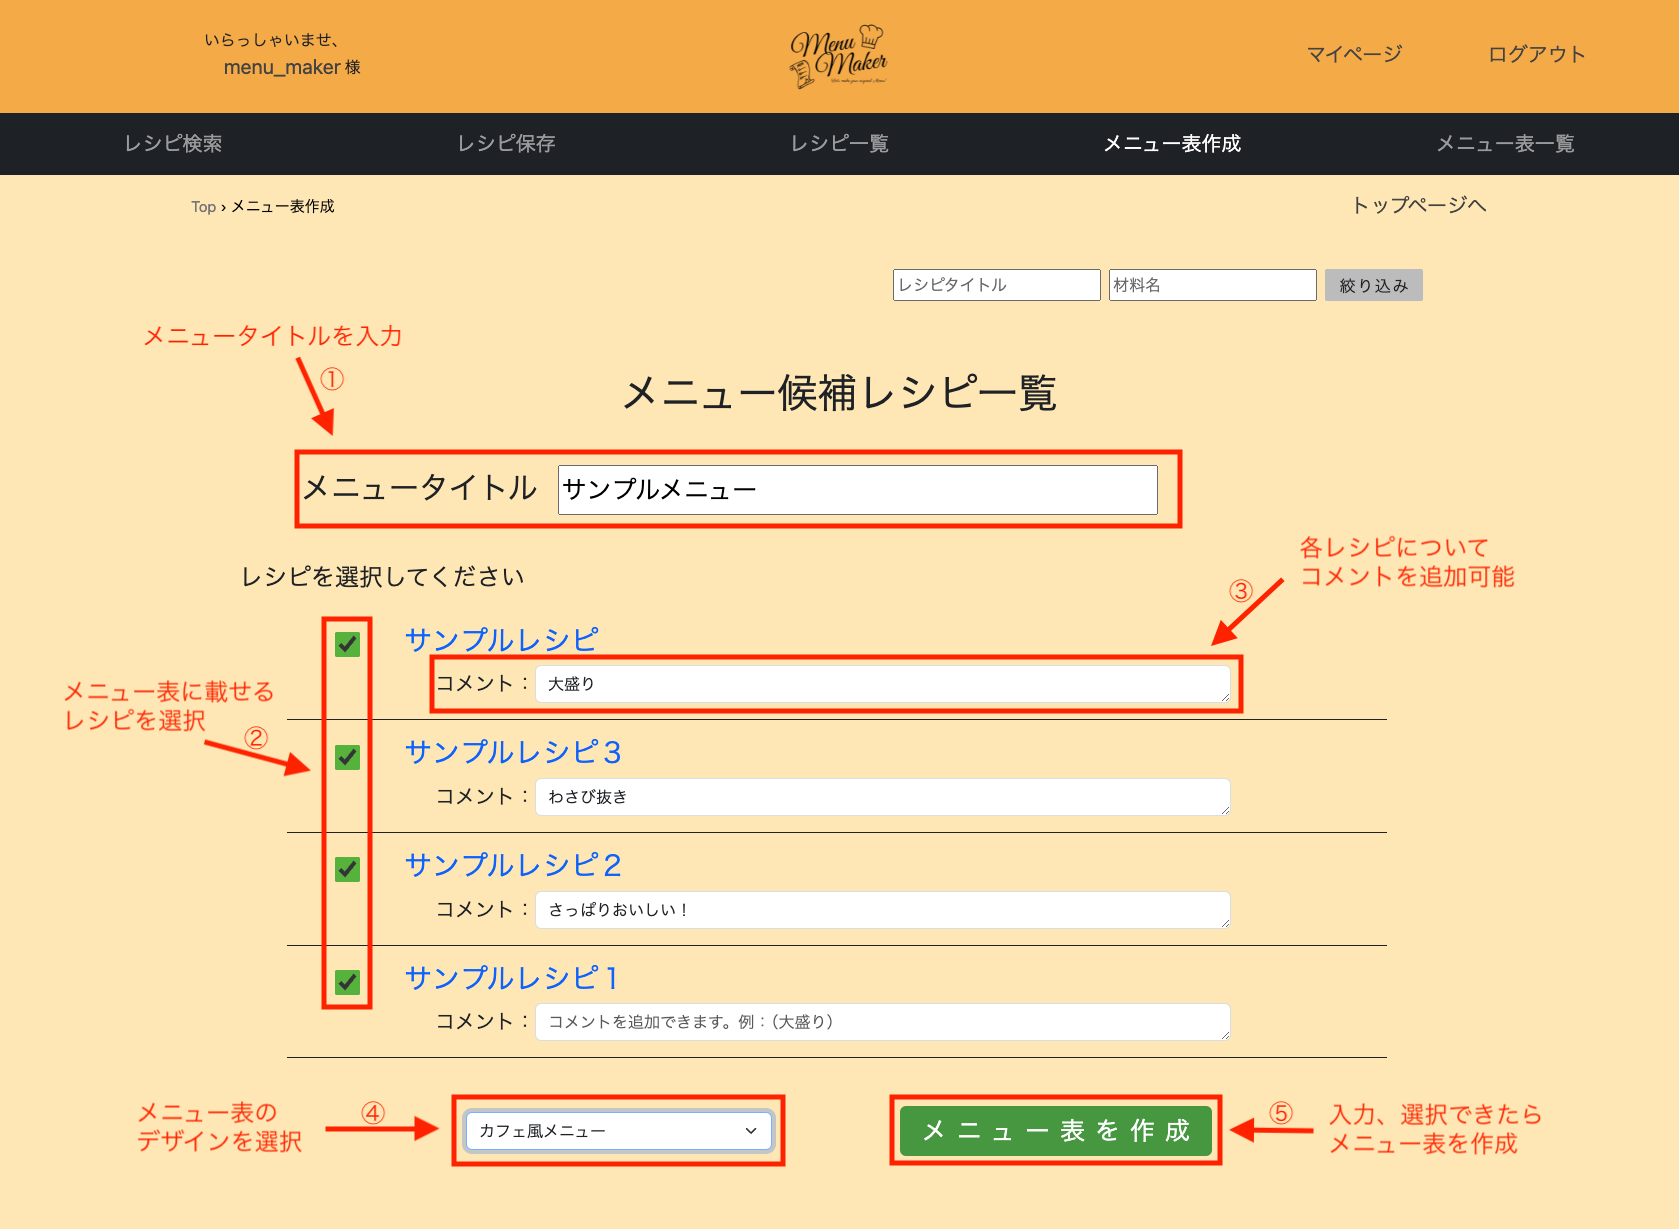 いらっしゃいませ、
menu_maker 様
Menu
Maker
マイページ
ログアウト
レシピ検索
レシピ保存
レシピ一覧
メニュー表作成
メニュー表一覧
Top › メニュー表作成
トップページへ
レシピタイトル
材料名
絞り込み
メニュータイトルを入力
①
メニュー候補レシピ一覧
メニュータイトル
サンプルメニュー
各レシピについて
コメントを追加可能
③
レシピを選択してください
メニュー表に載せる
レシピを選択
②
サンプルレシピ
コメント：
大盛り
サンプルレシピ３
コメント：
わさび抜き
サンプルレシピ２
コメント：
さっぱりおいしい！
サンプルレシピ１
コメント：
コメントを追加できます。例：（大盛り）
メニュー表の
デザインを選択
④
カフェ風メニュー
メニュー表を作成
⑤
入力、選択できたら
メニュー表を作成